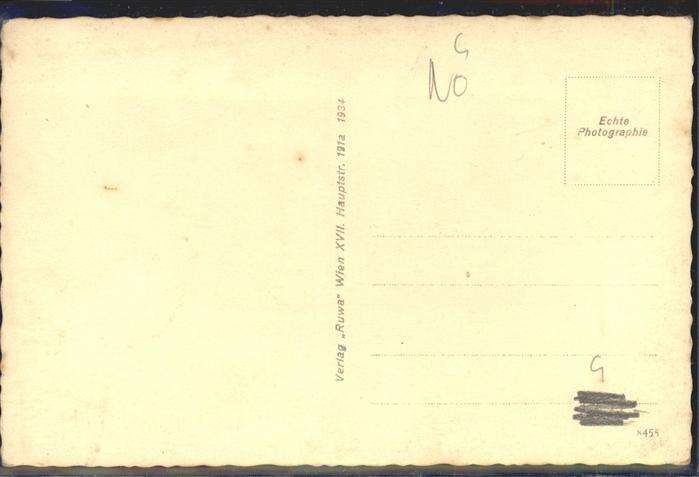 G
NÖ
Echte
Photographie
Verlag „Ruwa" Wien XVII. Hauptstr. 191a 1934
G